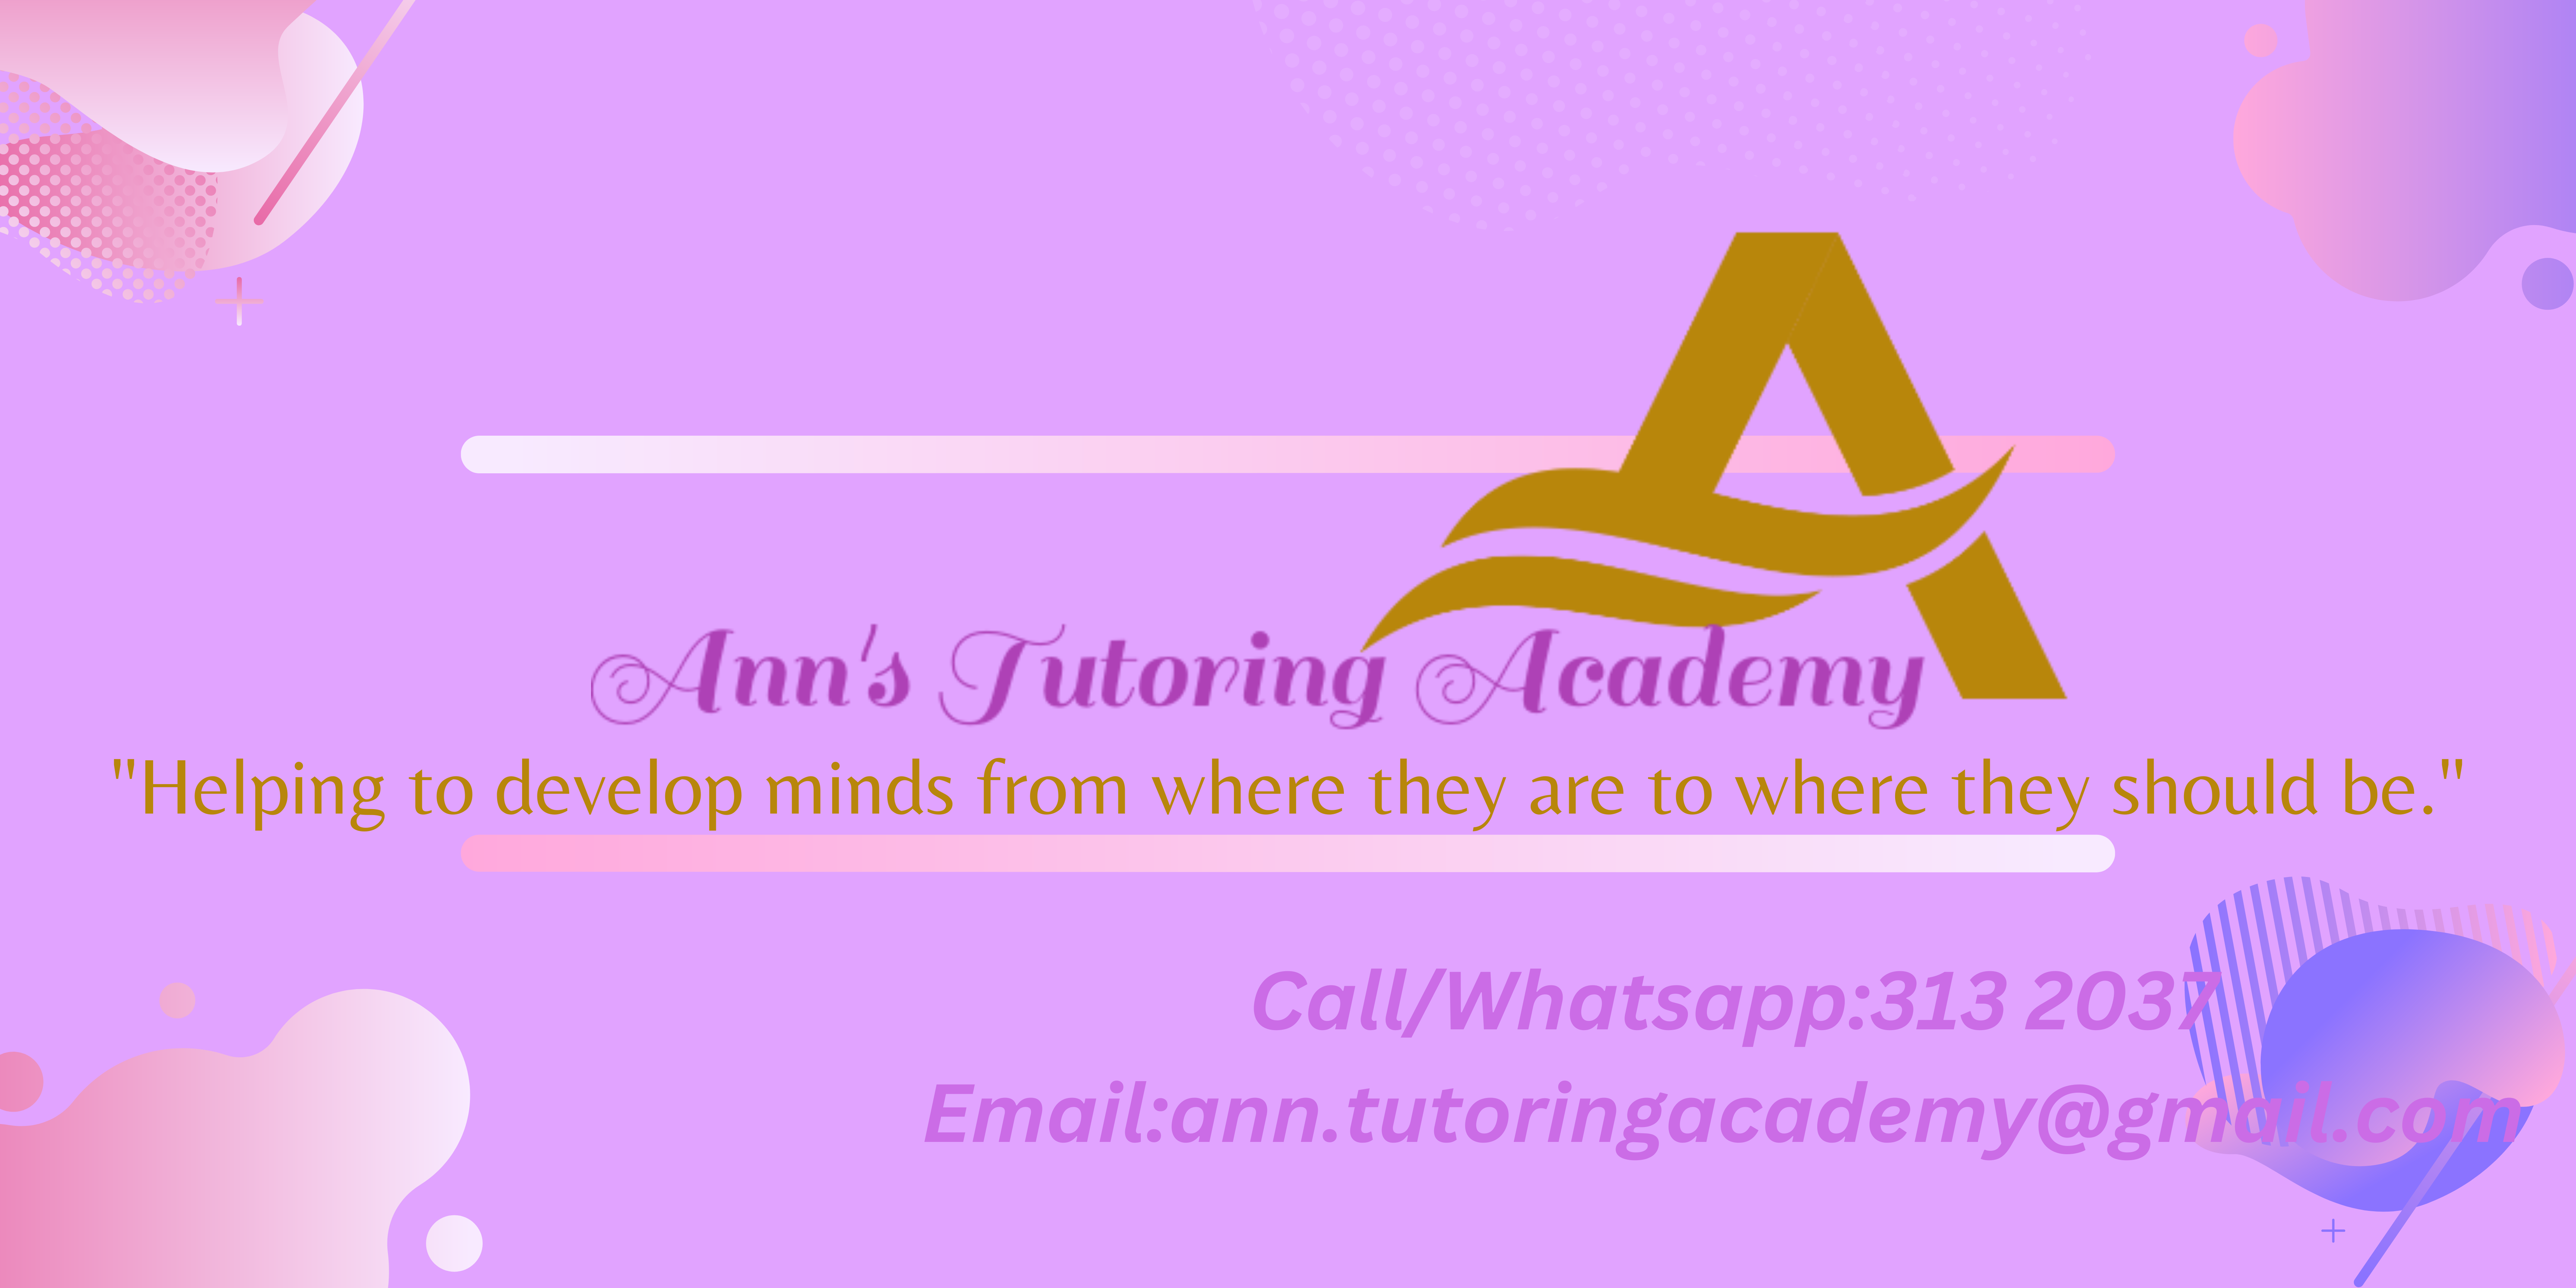 A
Ann's Tutoring Academy
"Helping to develop minds from where they are to where they should be."
Call/Whatsapp:313 2037
Email:ann.tutoringacademy@gmail.com